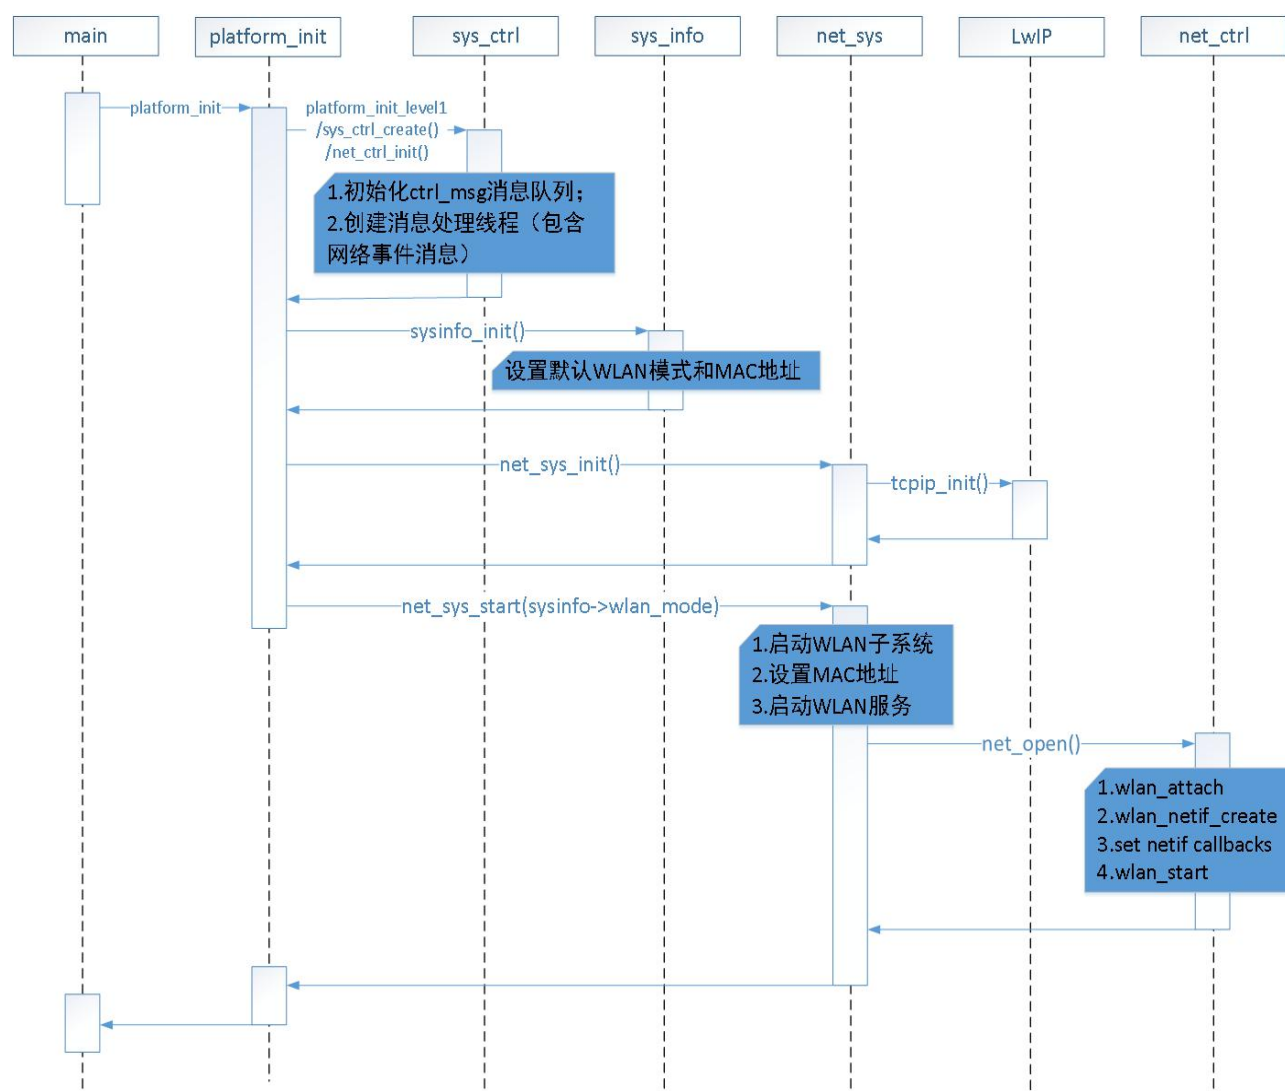 main
platform_init
sys_ctrl
sys_info
net_sys
LwIP
net_ctrl
platform_init
platform_init_level1
/sys_ctrl_create()
/net_ctrl_init()
1.初始化ctrl_msg消息队列；
2.创建消息处理线程（包含
网络事件消息）
sysinfo_init()
设置默认WLAN模式和MAC地址
net_sys_init()
tcpip_init()
net_sys_start(sysinfo->wlan_mode)
1.启动WLAN子系统
2.设置MAC地址
3.启动WLAN服务
net_open()
1.wlan_attach
2.wlan_netif_create
3.set netif callbacks
4.wlan_start